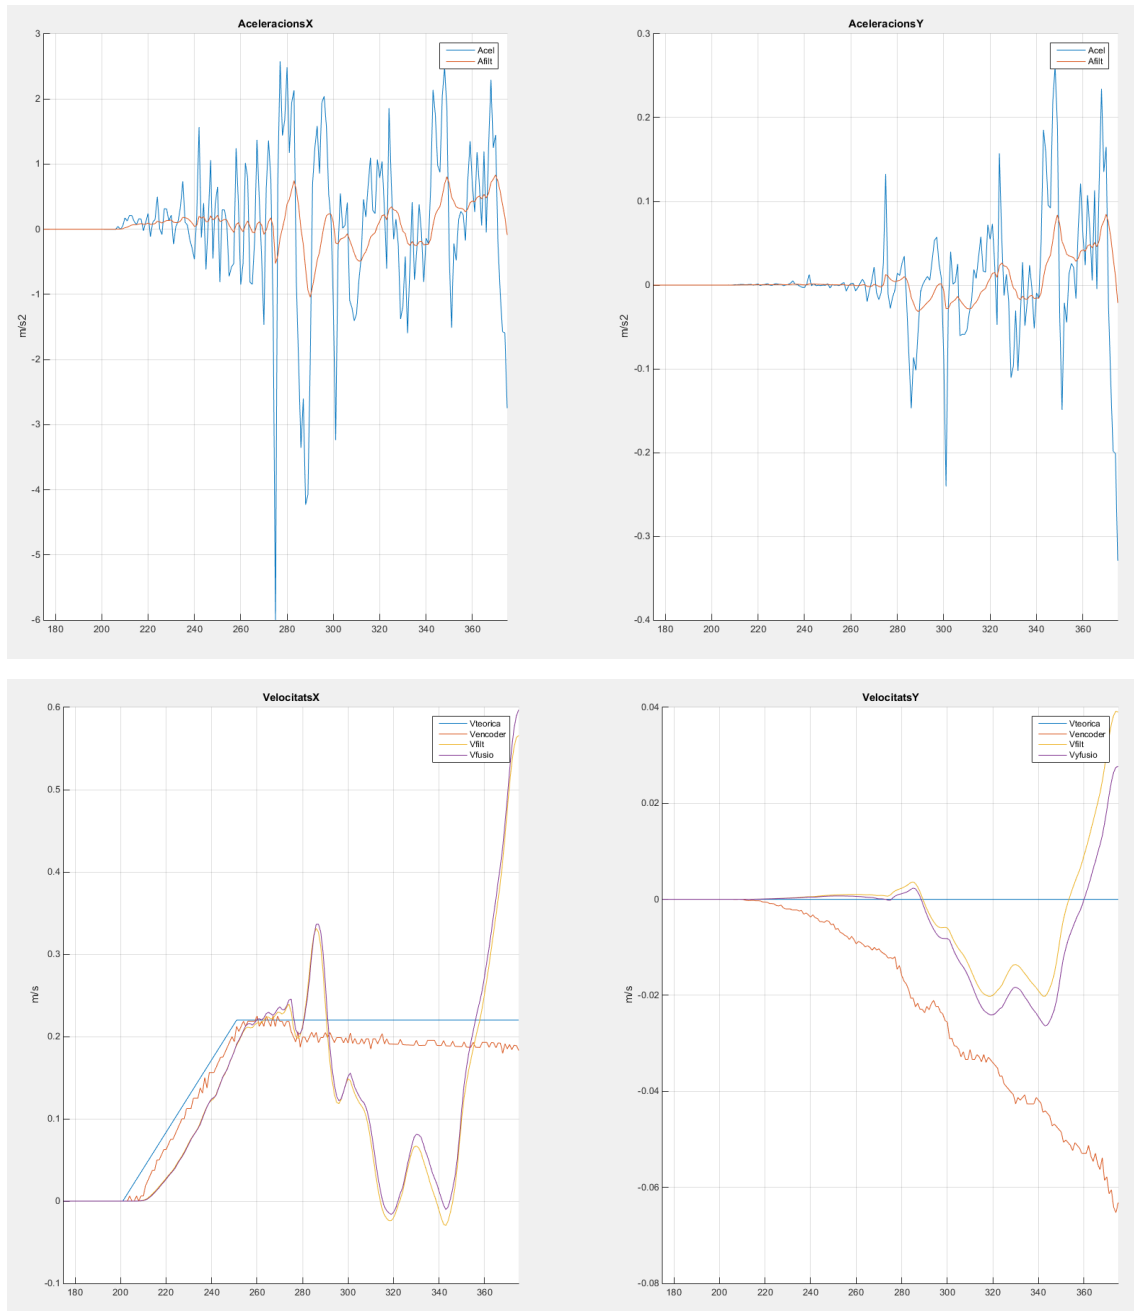 AceleracionsX
3
2
1
0
-1
-2
-3
-4
-5
-6
m/s2
180 200 220 240 260 280 300 320 340 360
Acel
Afilt
AceleracionsY
0.3
0.2
0.1
0
-0.1
-0.2
-0.3
-0.4
m/s2
180 200 220 240 260 280 300 320 340 360
Acel
Afilt
VelocitatsX
0.6
0.5
0.4
0.3
0.2
0.1
0
-0.1
m/s
180 200 220 240 260 280 300 320 340 360
Vteorica
Vencoder
Vfilt
Vfusio
VelocitatsY
0.04
0.02
0
-0.02
-0.04
-0.06
-0.08
m/s
180 200 220 240 260 280 300 320 340 360
Vteorica
Vencoder
Vfilt
Vyfusio